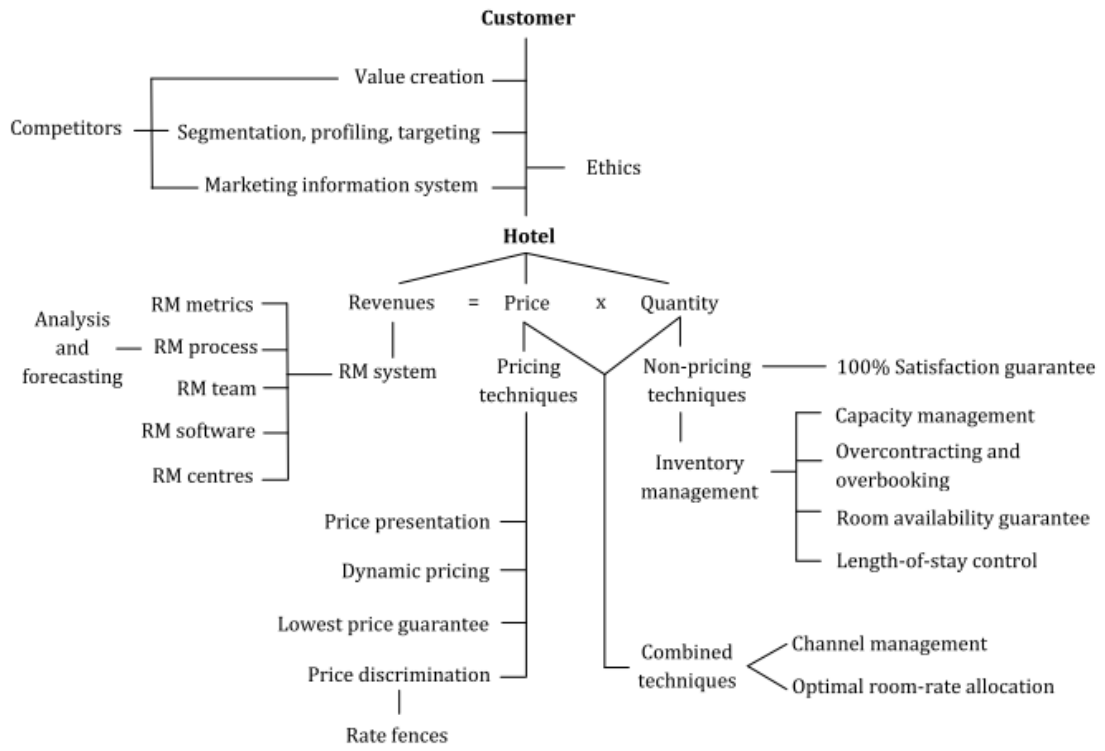 Customer
Value creation
Competitors
Segmentation, profiling, targeting
Ethics
Marketing information system
Hotel
Revenues = Price x Quantity
RM metrics
Analysis
and
forecasting
RM process
RM team
RM software
RM centres
RM system
Pricing
techniques
Non-pricing
techniques
100% Satisfaction guarantee
Inventory
management
Capacity management
Overcontracting and
overbooking
Room availability guarantee
Length-of-stay control
Price presentation
Dynamic pricing
Lowest price guarantee
Price discrimination
Rate fences
Combined
techniques
Channel management
Optimal room-rate allocation